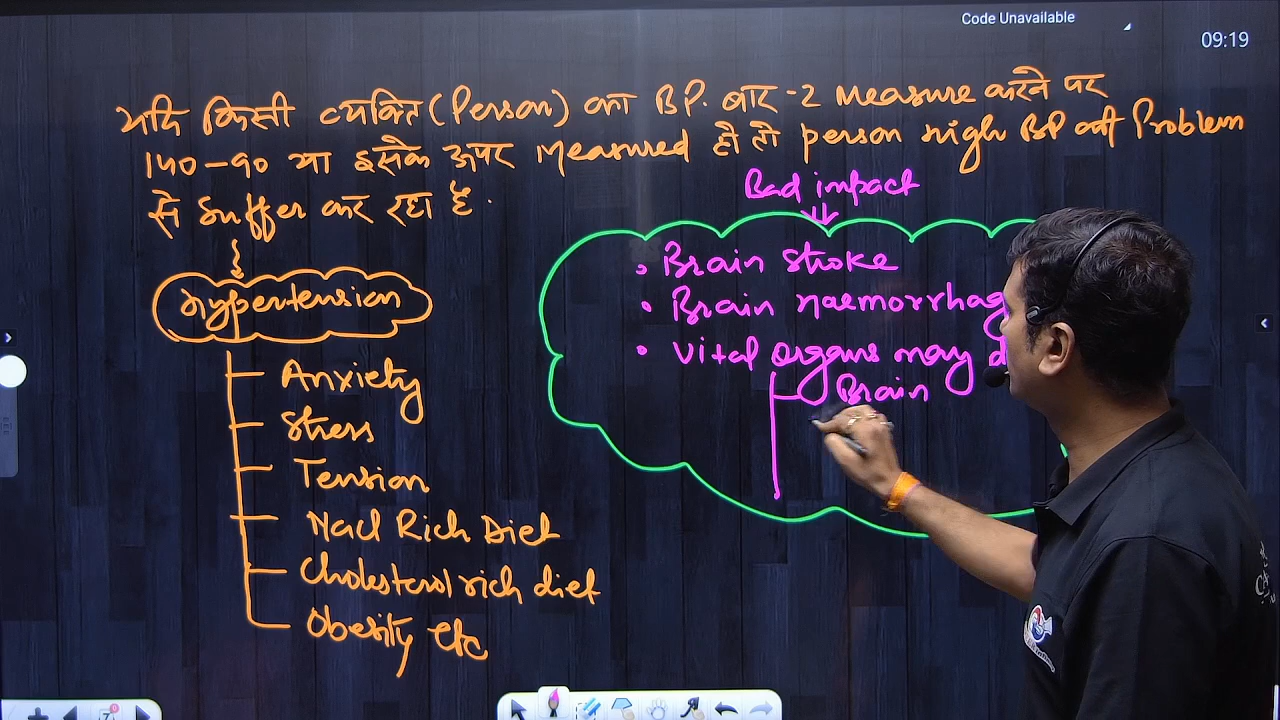 Code Unavailable
09:19
यदि किसी व्यक्ति (Person) का BP. बार-2 measure करने पर
140-90 या इसके ऊपर Measured हो तो person High BP की Problem
से Suffer कर रहा है.
Hypertension
Anxiety
Stress
Tension
Nacl Rich Diet
Cholesterol rich diet
Obesity etc
Bad impact
• Brain Stroke
• Brain Haemorrhag
• Vital organs may d
Brain